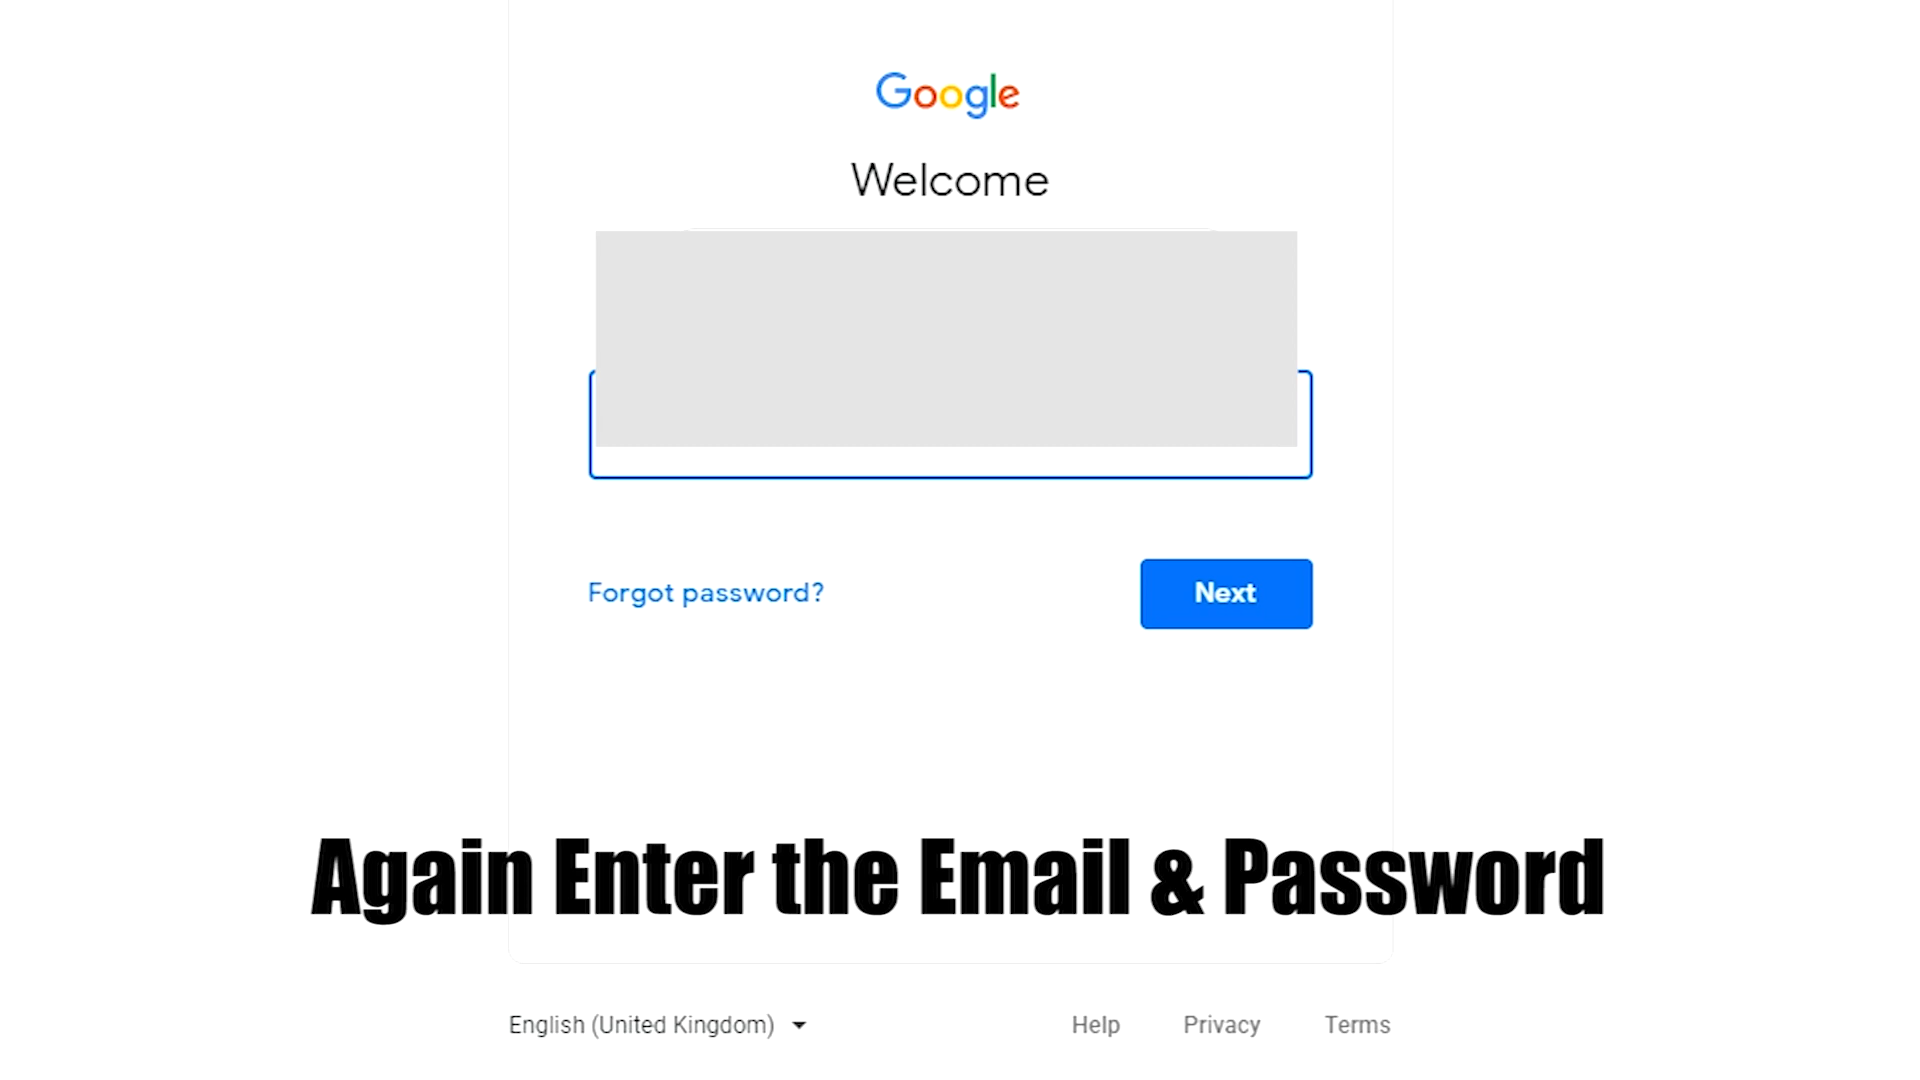 Google
Welcome
Forgot password?
Next
Again Enter the Email & Password
English (United Kingdom)
Help
Privacy
Terms